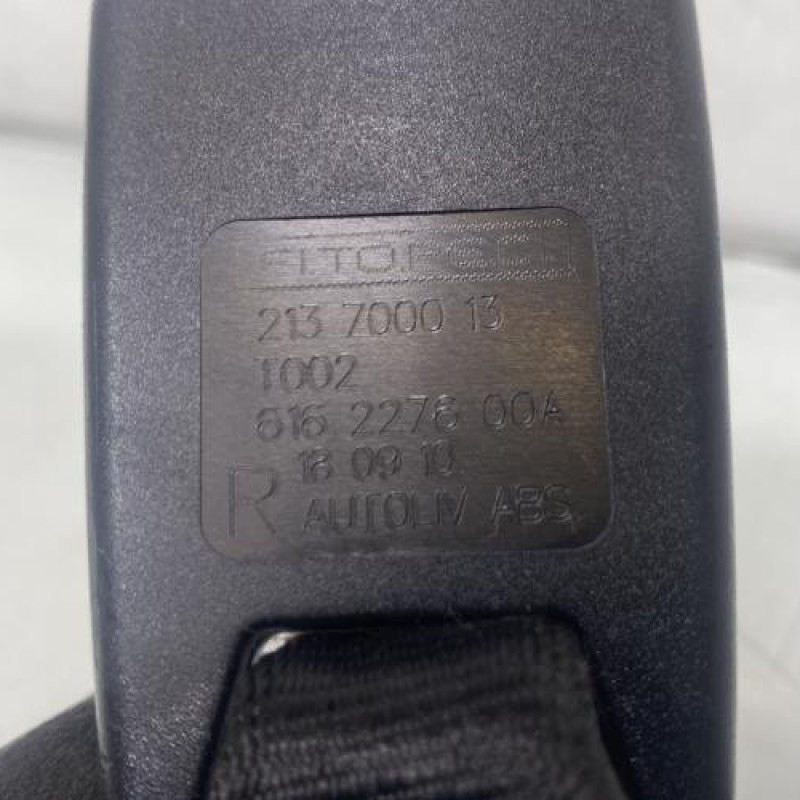 213 7000 13
T002
616 2276 00A
18 09 10
R AUTOLIV ABS